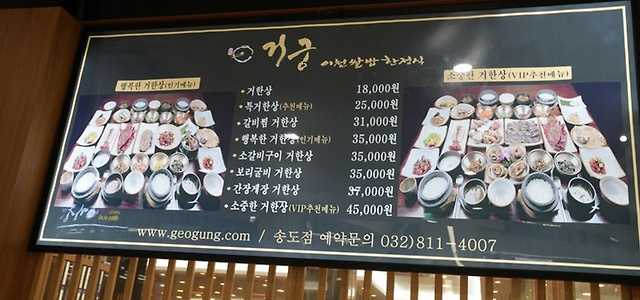 거궁 이천쌀밥 한정식
행복한 거한상(인기메뉴)
소중한 거한상(VIP추천메뉴)
• 거한상 18,000원
• 특거한상(추천메뉴) 25,000원
• 갈비찜 거한상 31,000원
• 행복한 거한상(인기메뉴) 35,000원
• 소갈비구이 거한상 35,000원
• 보리굴비 거한상 35,000원
• 간장게장 거한상 37,000원
• 소중한 거한상(VIP추천메뉴) 45,000원
www.geogung.com / 송도점 예약문의 032)811-4007